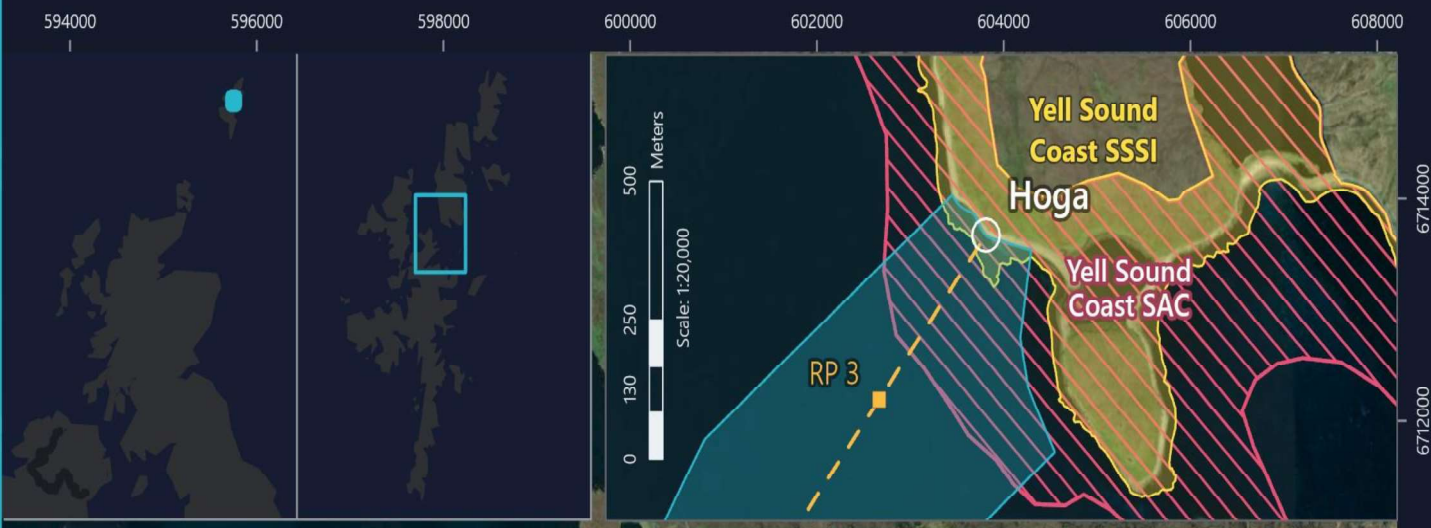 594000
596000
598000
600000
602000
604000
606000
608000
Meters
500
250
130
0
Scale: 1:20,000
Yell Sound
Coast SSSI
Hoga
Yell Sound
Coast SAC
RP 3
6714000
6712000